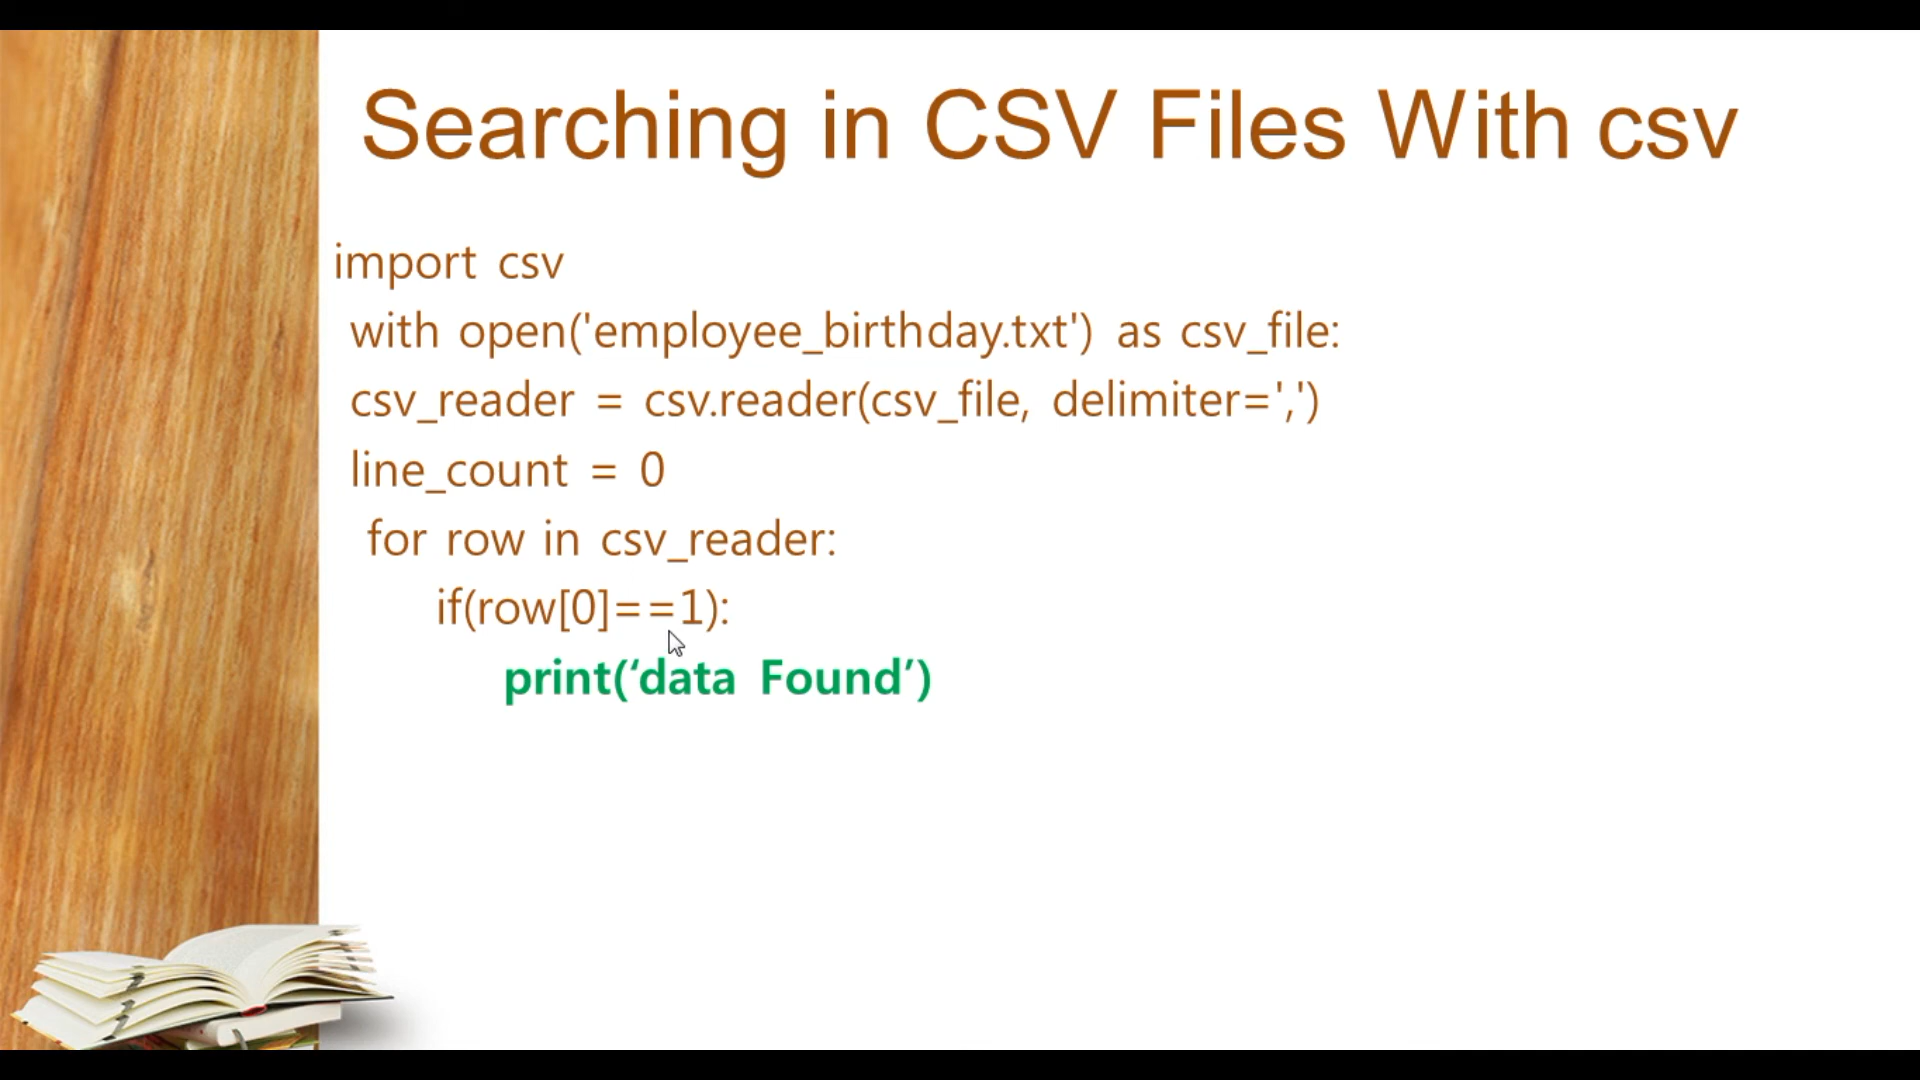 Searching in CSV Files With csv
import csv
with open('employee_birthday.txt') as csv_file:
csv_reader = csv.reader(csv_file, delimiter=',')
line_count = 0
for row in csv_reader:
if(row[0]==1):
print(‘data Found’)